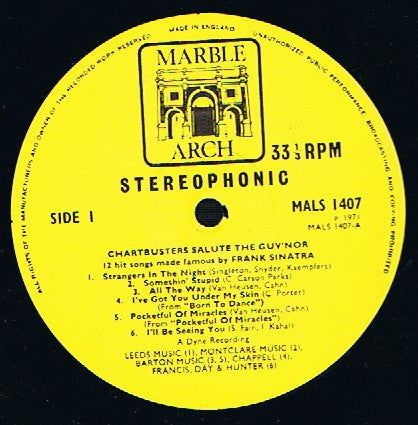 MADE IN ENGLAND
ALL RIGHTS OF THE MANUFACTURERS AND OWNER OF THE RECORDED WORK RESERVED
UNAUTHORIZED PUBLIC PERFORMANCE, BROADCASTING AND COPYING PROHIBITED
MARBLE
ARCH
33⅓ RPM
STEREOPHONIC
SIDE 1
MALS 1407
P 1971
MALS 1407-A
CHARTBUSTERS SALUTE THE GUV'NOR
12 hit songs made famous by FRANK SINATRA
1. Strangers In The Night (Singleton, Snyder, Kaempfert)
2. Somethin' Stupid (C. Carson Parks)
3. All The Way (Van Heusen, Cahn)
4. I've Got You Under My Skin (C. Porter)
(From "Born To Dance")
5. Pocketful Of Miracles (Van Heusen, Cahn)
(From "Pocketful Of Miracles")
6. I'll Be Seeing You (S. Fain, I. Kahal)
A Dyne Recording
LEEDS MUSIC (1), MONTCLARE MUSIC (2),
BARTON MUSIC (3, 5), CHAPPELL (4),
FRANCIS, DAY & HUNTER (6)